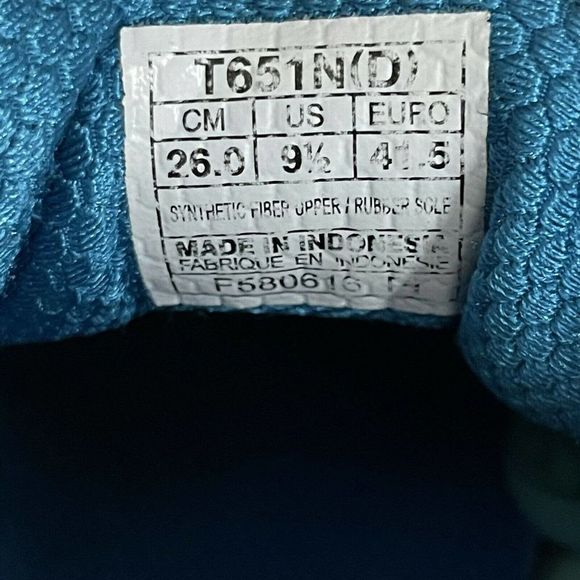 T651N(D)
CM US EURO
26.0 9½ 41.5
SYNTHETIC FIBER UPPER / RUBBER SOLE
MADE IN INDONESIA
FABRIQUE EN INDONESIE